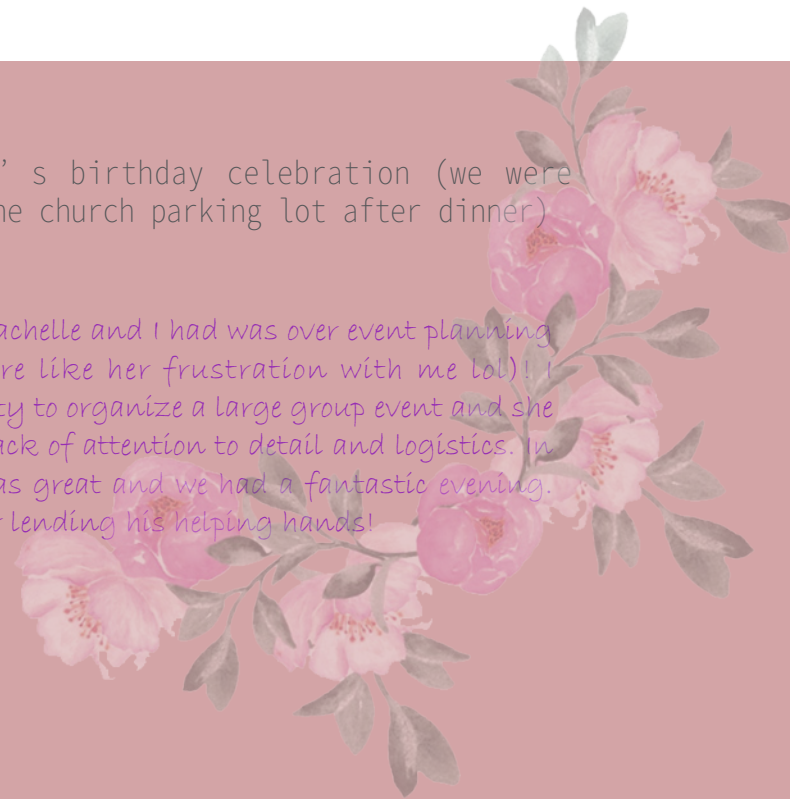 ’ s birthday celebration (we were
he church parking lot after dinner)
achelle and I had was over event planning
re like her frustration with me lol)! I
ty to organize a large group event and she
ack of attention to detail and logistics. In
as great and we had a fantastic evening.
r lending his helping hands!